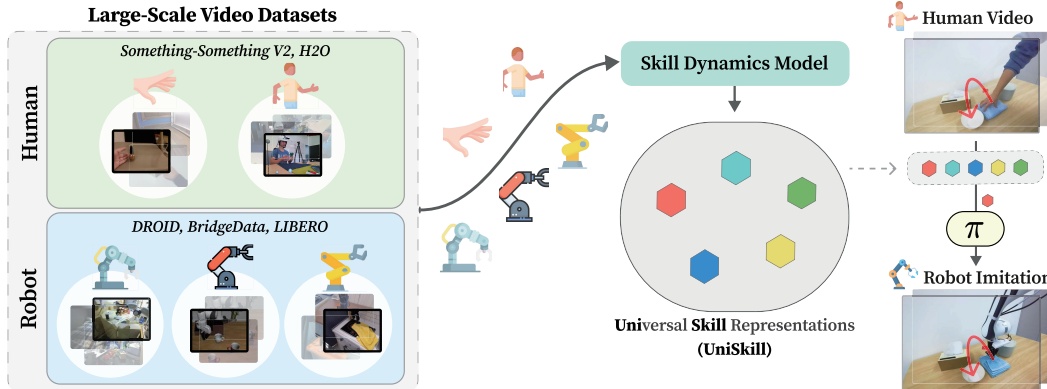 Large-Scale Video Datasets
Human
Something-Something V2, H2O
Robot
DROID, BridgeData, LIBERO
Skill Dynamics Model
Universal Skill Representations
(UniSkill)
Human Video
π
Robot Imitation